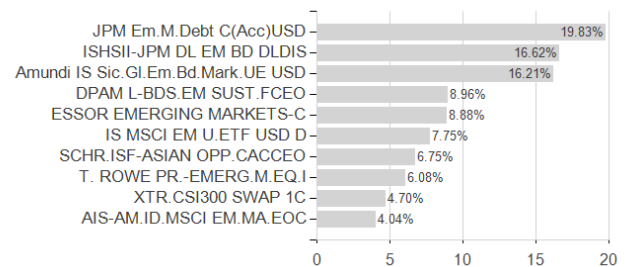 JPM Em.M.Debt C(Acc)USD 19.83%
ISHSII-JPM DL EM BD DLDIS 16.62%
Amundi IS Sic.Gl.Em.Bd.Mark.UE USD 16.21%
DPAM L-BDS.EM SUST.FCEO 8.96%
ESSOR EMERGING MARKETS-C 8.88%
IS MSCI EM U.ETF USD D 7.75%
SCHR.ISF-ASIAN OPP.CACCEO 6.75%
T. ROWE PR.-EMERG.M.EQ.I 6.08%
XTR.CSI300 SWAP 1C 4.70%
AIS-AM.ID.MSCI EM.MA.EOC 4.04%
0 5 10 15 20